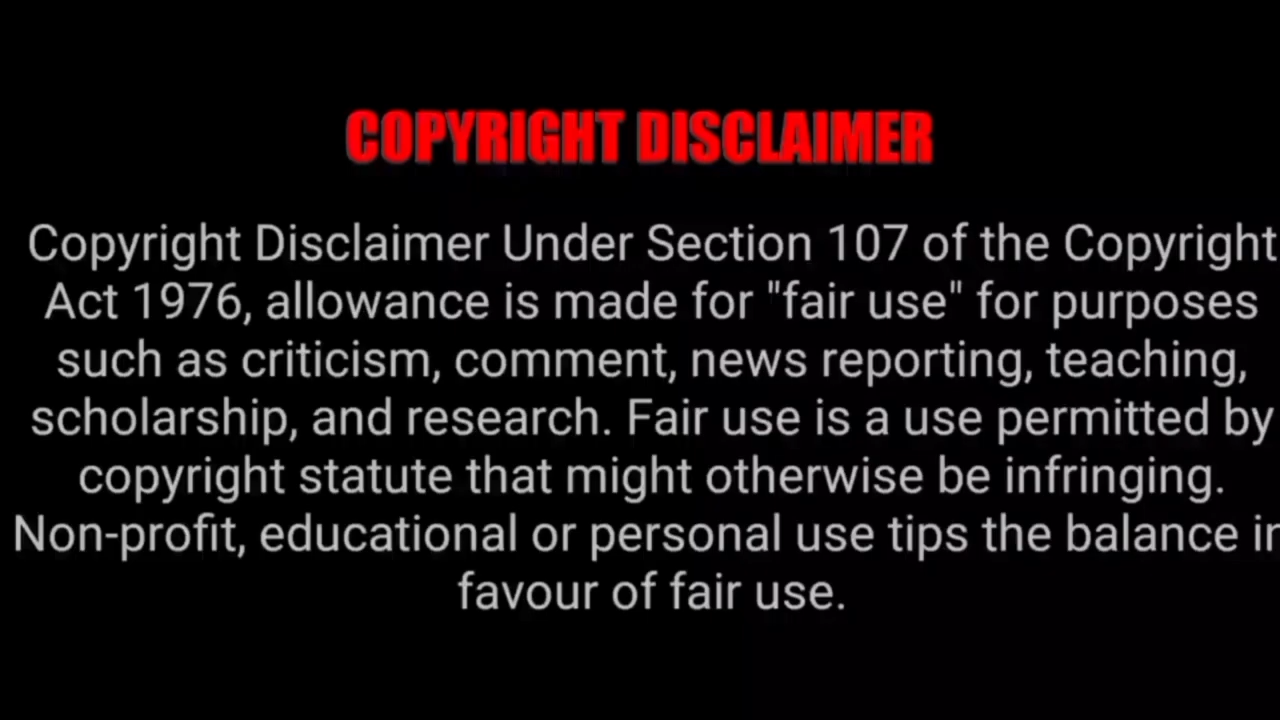 COPYRIGHT DISCLAIMER
Copyright Disclaimer Under Section 107 of the Copyright
Act 1976, allowance is made for "fair use" for purposes
such as criticism, comment, news reporting, teaching,
scholarship, and research. Fair use is a use permitted by
copyright statute that might otherwise be infringing.
Non-profit, educational or personal use tips the balance in
favour of fair use.